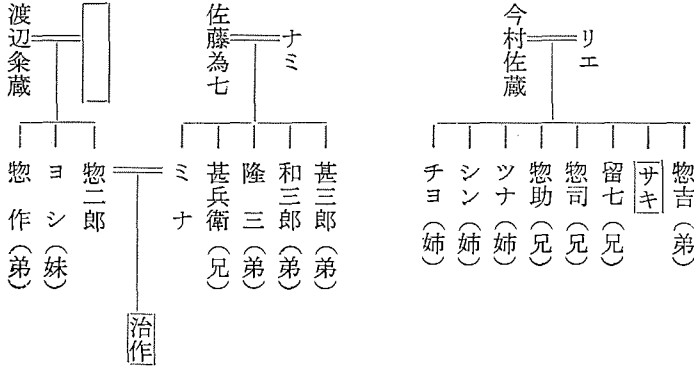 リエ
今村佐蔵
惣吉（弟）
サキ
留七（兄）
惣司（兄）
惣助（兄）
ツナ（姉）
シン（姉）
チヨ（姉）
ナミ
佐藤為七
甚三郎（弟）
和三郎（弟）
隆三（弟）
甚兵衛（兄）
ミナ
渡辺粂蔵
惣二郎
ヨシ（妹）
惣作（弟）
治作